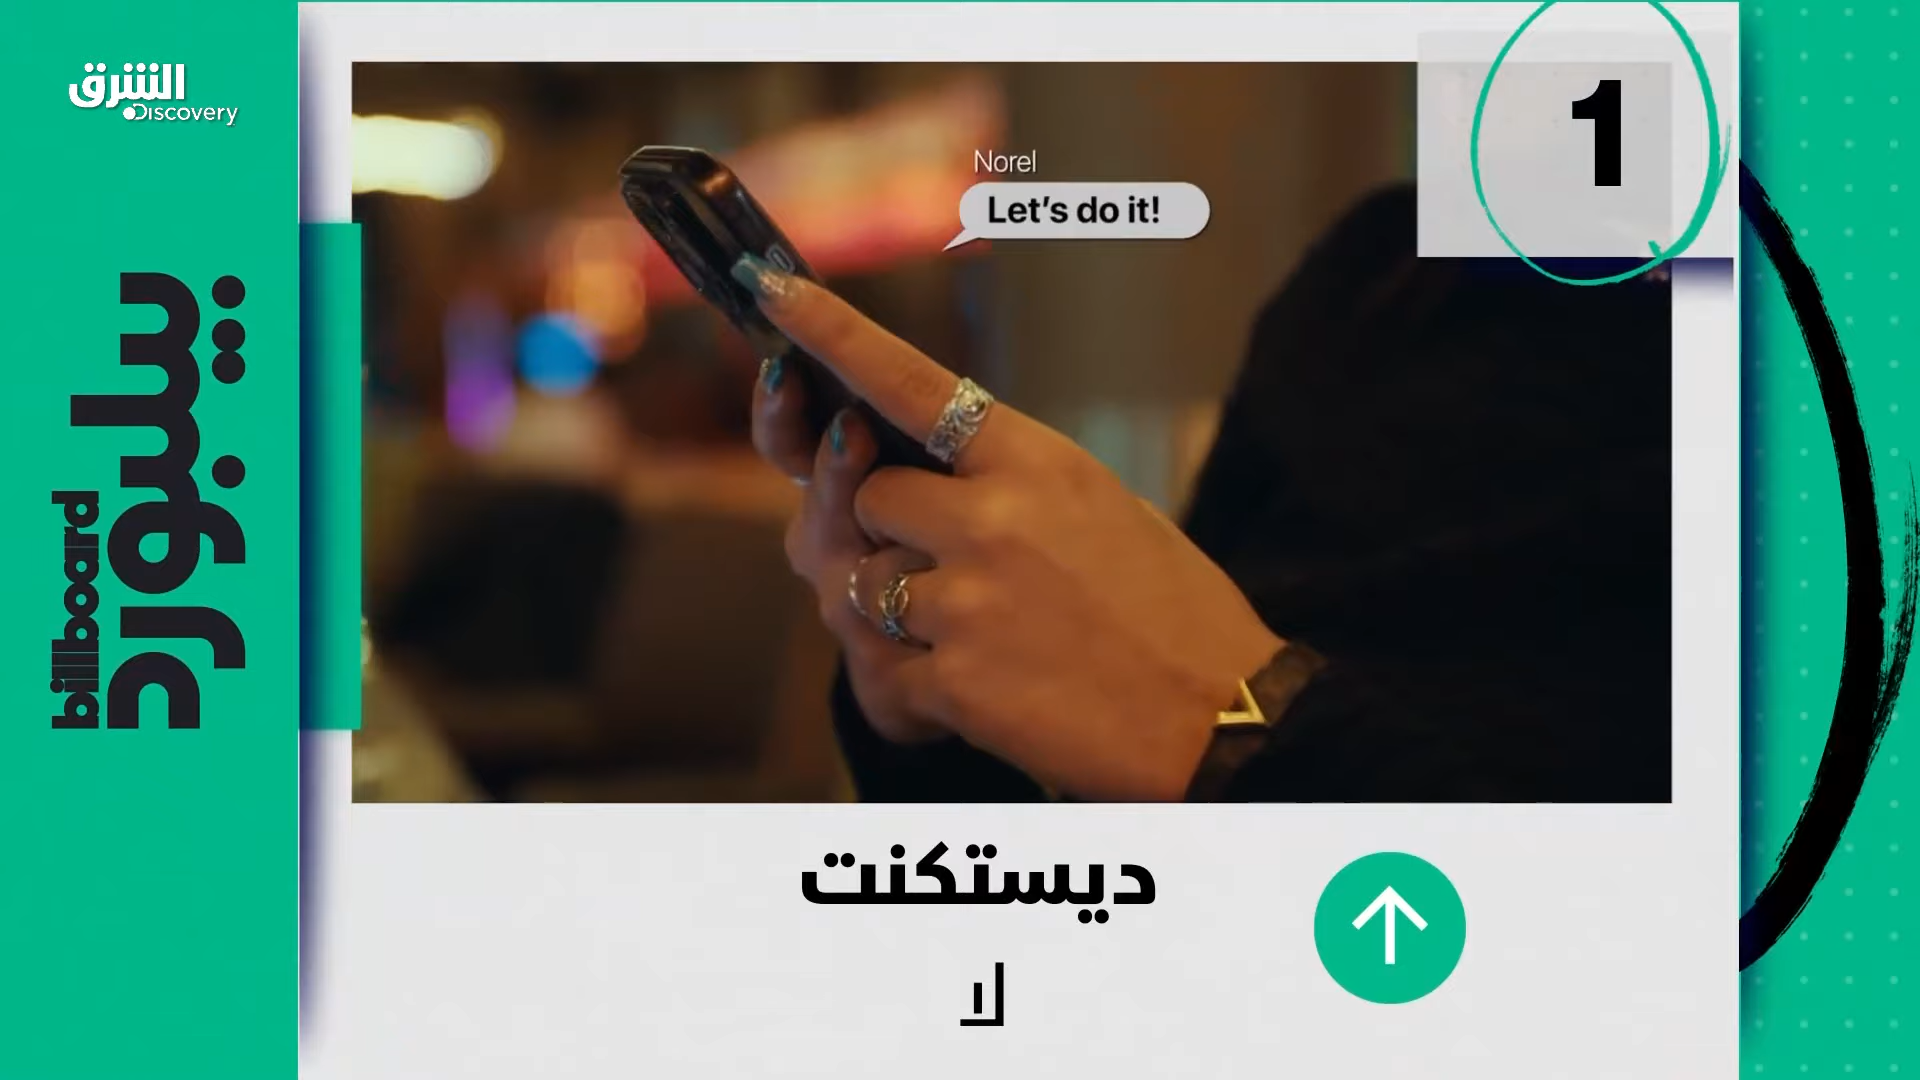 الشرق
Discovery
بيلبورد
billboard
1
Norel
Let's do it!
ديستكنت
لا